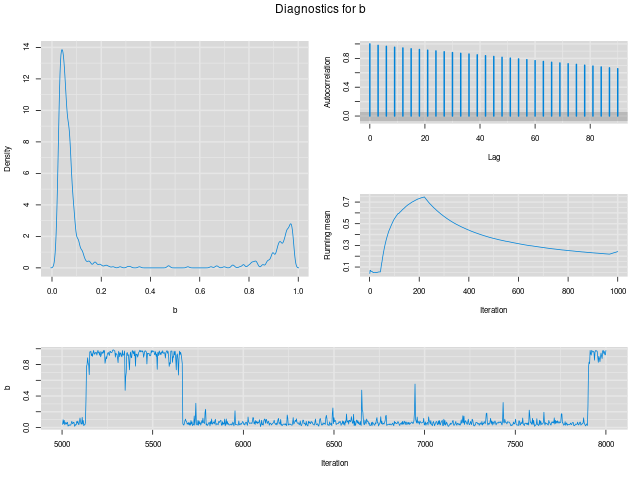 Diagnostics for b
Density
0 2 4 6 8 10 12 14
0.0 0.2 0.4 0.6 0.8 1.0
b
Autocorrelation
0.0 0.4 0.8
0 20 40 60 80
Lag
Running mean
0.1 0.3 0.5 0.7
0 200 400 600 800 1000
Iteration
b
0.0 0.4 0.8
5000 5500 6000 6500 7000 7500 8000
Iteration